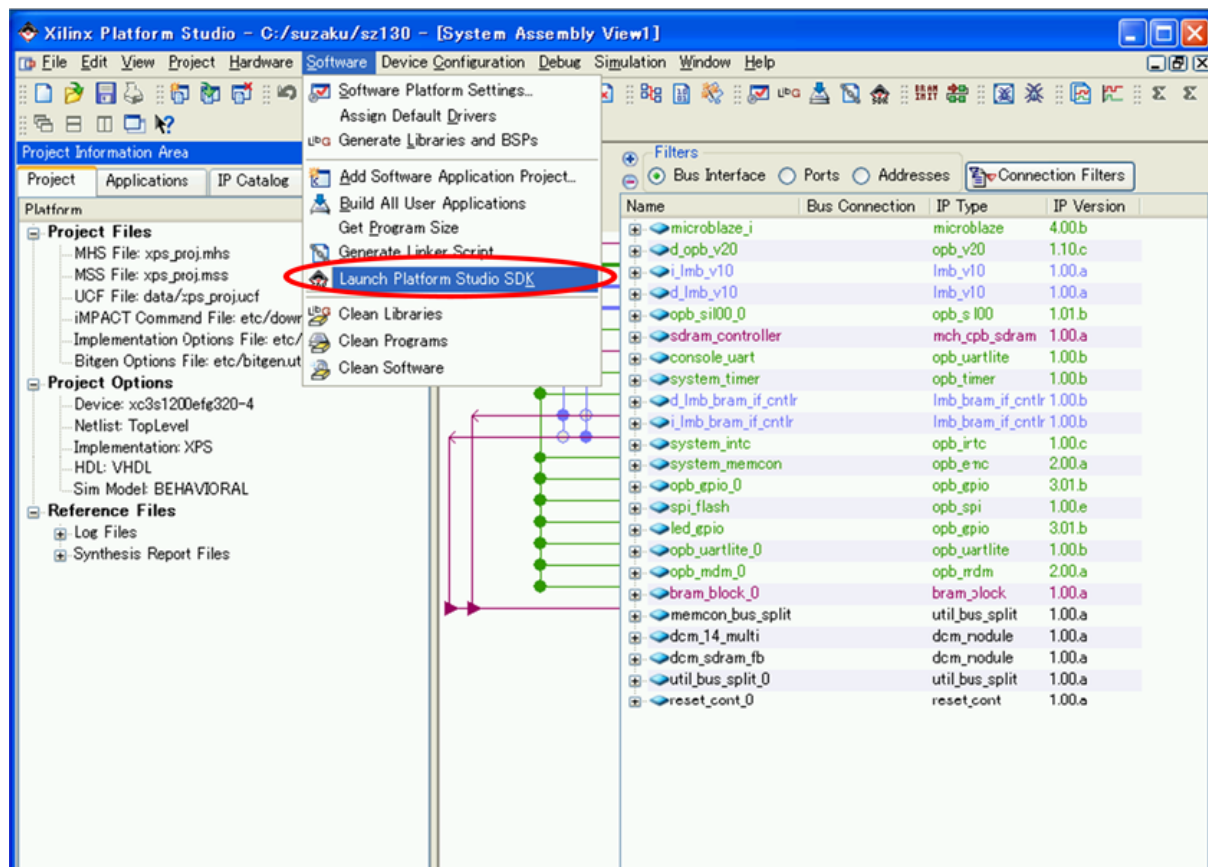 Xilinx Platform Studio - C:/suzaku/sz130 - [System Assembly View1]
File Edit View Project Hardware Software Device Configuration Debug Simulation Window Help
Software Platform Settings...
Assign Default Drivers
Generate Libraries and BSPs
Add Software Application Project...
Build All User Applications
Get Program Size
Generate Linker Script
Launch Platform Studio SDK
Clean Libraries
Clean Programs
Clean Software
Project Information Area
Project Applications IP Catalog
Platform
Project Files
MHS File: xps_proj.mhs
MSS File: xps_proj.mss
UCF File: data/xps_proj.ucf
iMPACT Command File: etc/down
Implementation Options File: etc/
Bitgen Options File: etc/bitgen.ut
Project Options
Device: xc3s1200efg320-4
Netlist: TopLevel
Implementation: XPS
HDL: VHDL
Sim Model: BEHAVIORAL
Reference Files
Log Files
Synthesis Report Files
Filters
Bus Interface Ports Addresses Connection Filters
Name Bus Connection IP Type IP Version
microblaze_i microblaze 4.00.b
d_opb_v20 opb_v20 1.10.c
i_lmb_v10 lmb_v10 1.00.a
d_lmb_v10 lmb_v10 1.00.a
opb_sil00_0 opb_s l00 1.01.b
sdram_controller mch_opb_sdram 1.00.a
console_uart opb_uartlite 1.00.b
system_timer opb_timer 1.00.b
d_lmb_bram_if_cntlr lmb_bram_if_cntlr 1.00.b
i_lmb_bram_if_cntlr lmb_bram_if_cntlr 1.00.b
system_intc opb_intc 1.00.c
system_memcon opb_emc 2.00.a
opb_gpio_0 opb_gpio 3.01.b
spi_flash opb_spi 1.00.e
led_gpio opb_gpio 3.01.b
opb_uartlite_0 opb_uartlite 1.00.b
opb_mdm_0 opb_mdm 2.00.a
bram_block_0 bram_block 1.00.a
memcon_bus_split util_bus_split 1.00.a
dcm_14_multi dcm_module 1.00.a
dcm_sdram_fb dcm_module 1.00.a
util_bus_split_0 util_bus_split 1.00.a
reset_cont_0 reset_cont 1.00.a